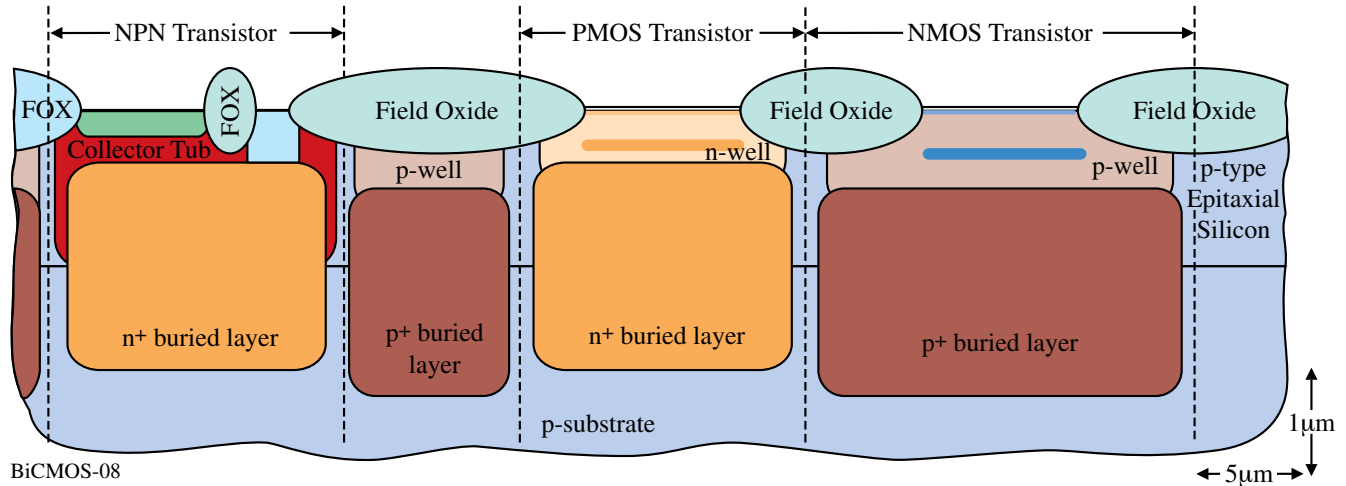 NPN Transistor
PMOS Transistor
NMOS Transistor
FOX
FOX
Field Oxide
Field Oxide
Field Oxide
Collector Tub
p-well
n-well
p-well
p-type
Epitaxial
Silicon
n+ buried layer
p+ buried
layer
n+ buried layer
p+ buried layer
p-substrate
1μm
5μm
BiCMOS-08